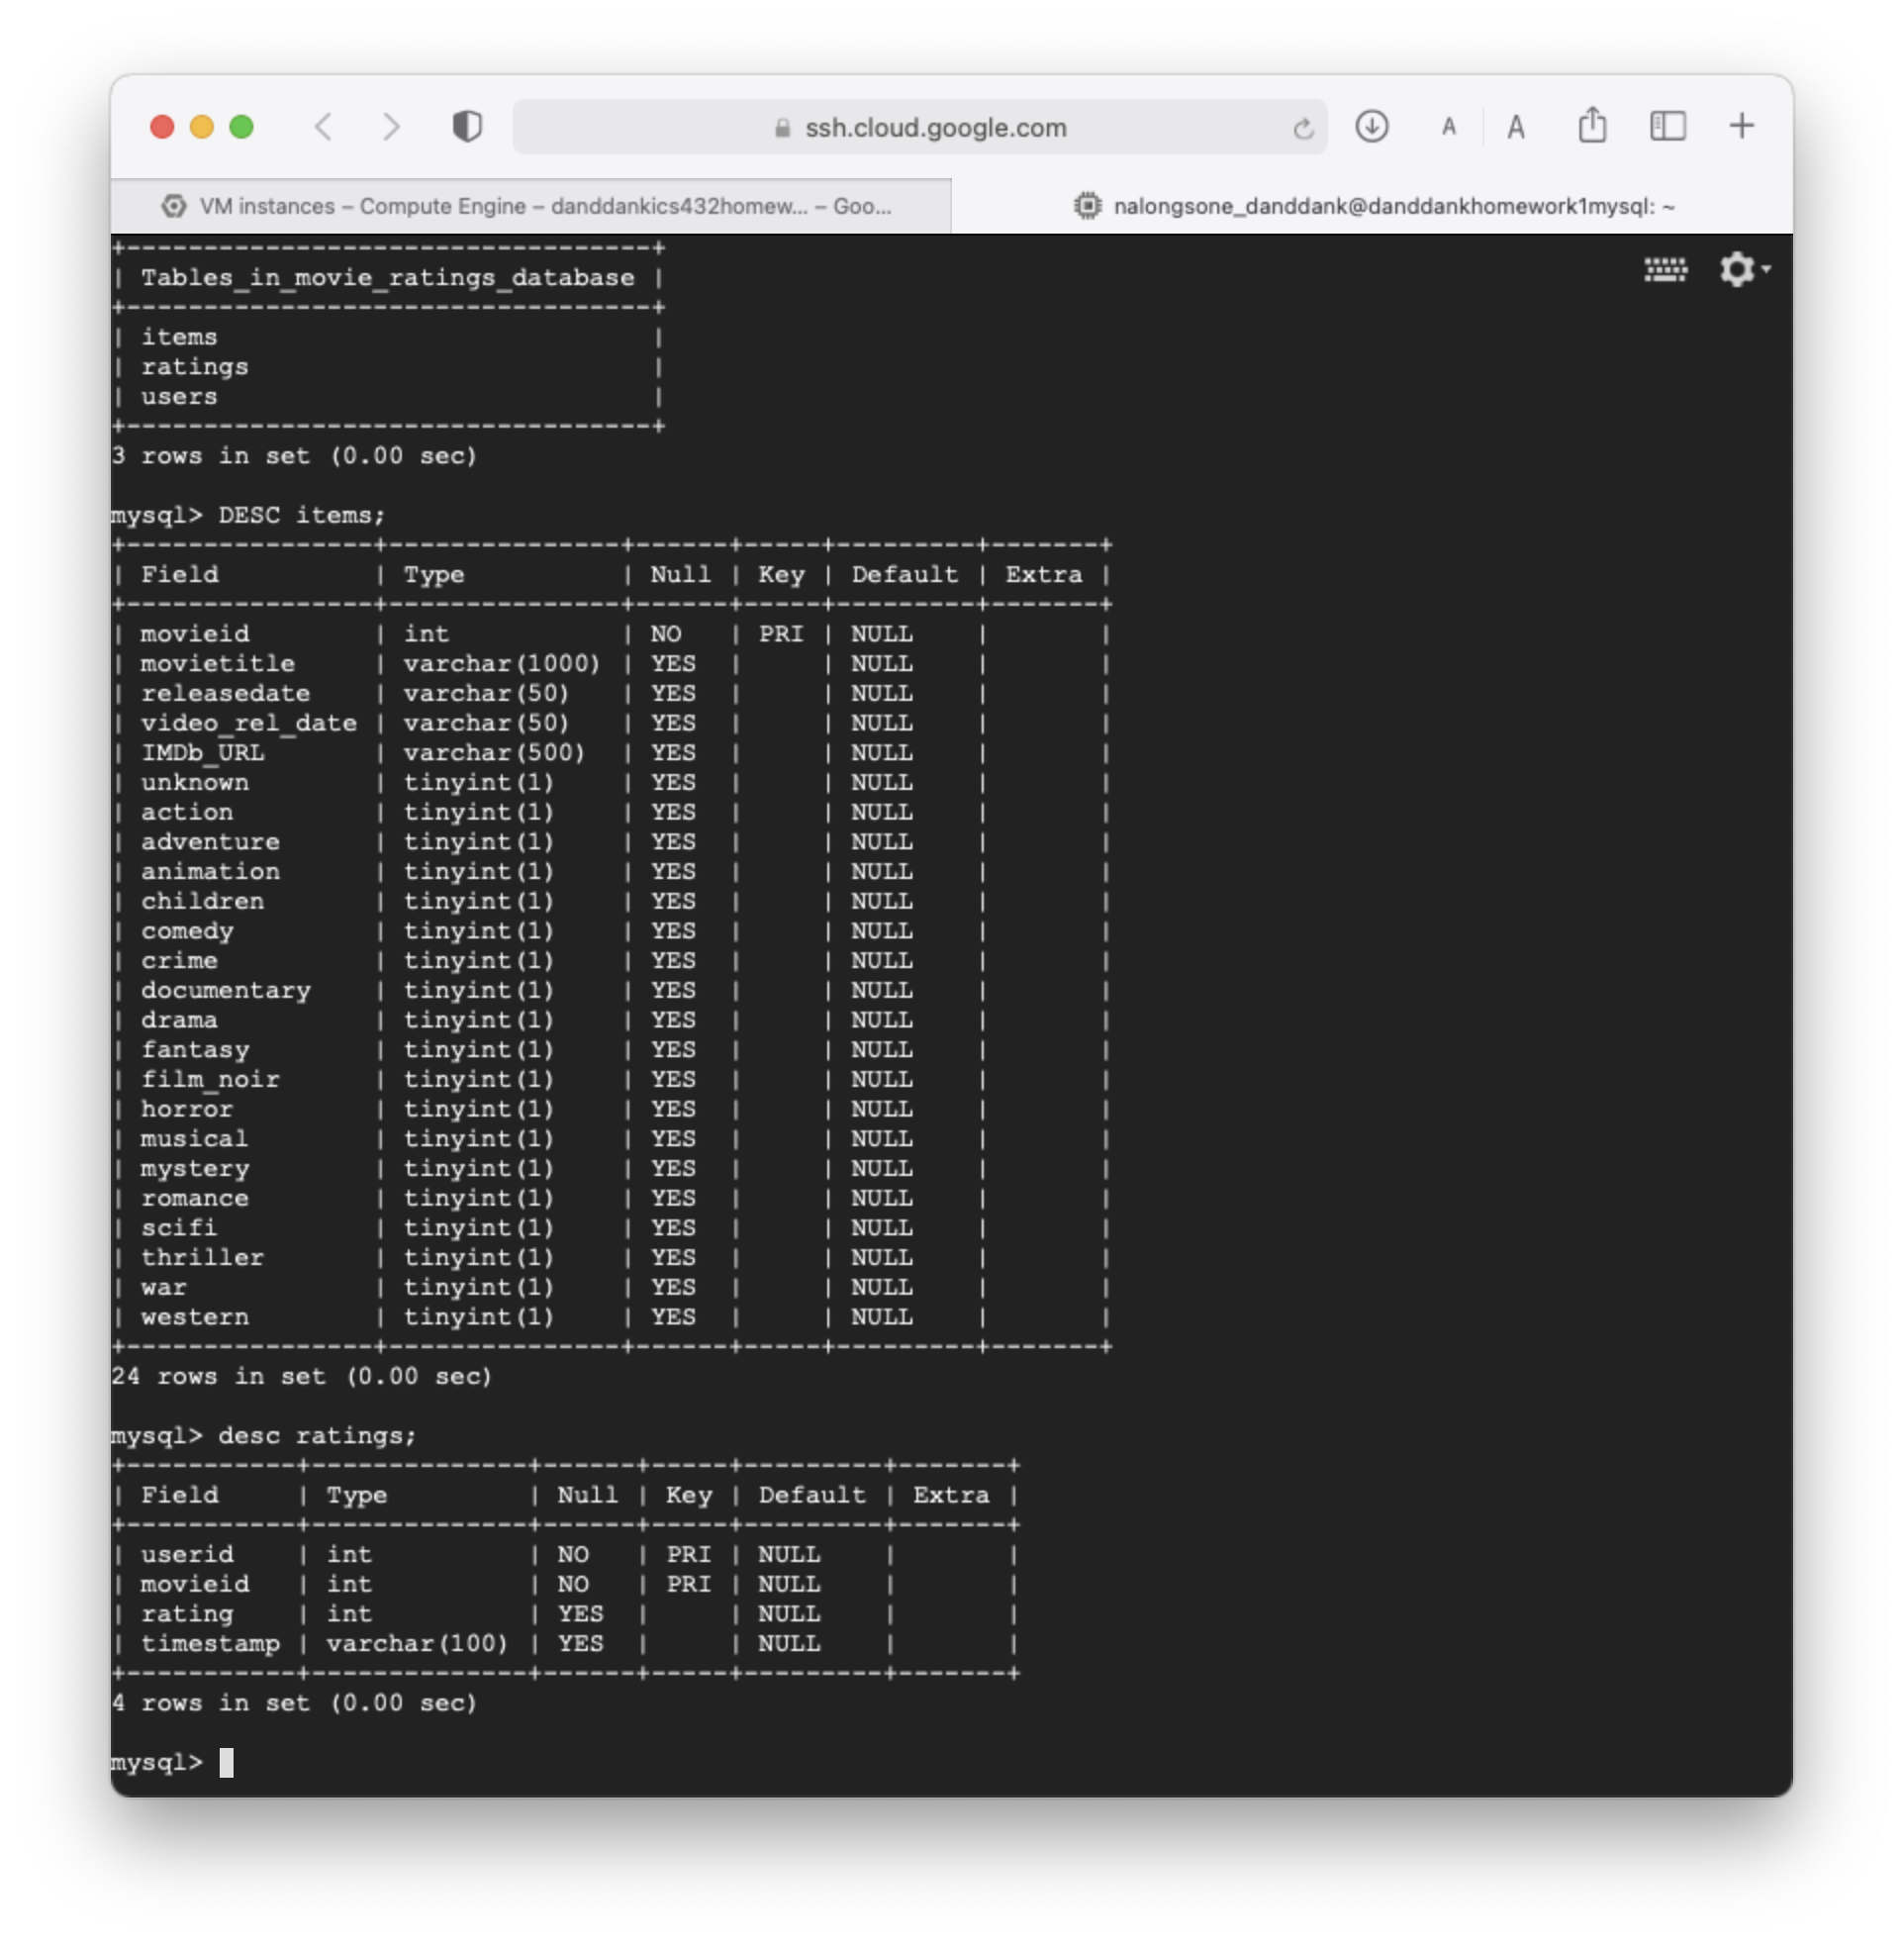 ssh.cloud.google.com
A A
VM instances – Compute Engine – danddankics432homew... – Goo...
nalongsone_danddank@danddankhomework1mysql: ~
+----------------------------------+
| Tables_in_movie_ratings_database |
+----------------------------------+
| items                            |
| ratings                          |
| users                            |
+----------------------------------+
3 rows in set (0.00 sec)

mysql> DESC items;
+----------------+---------------+------+-----+---------+-------+
| Field          | Type          | Null | Key | Default | Extra |
+----------------+---------------+------+-----+---------+-------+
| movieid        | int           | NO   | PRI | NULL    |       |
| movietitle     | varchar(1000) | YES  |     | NULL    |       |
| releasedate    | varchar(50)   | YES  |     | NULL    |       |
| video_rel_date | varchar(50)   | YES  |     | NULL    |       |
| IMDb_URL       | varchar(500)  | YES  |     | NULL    |       |
| unknown        | tinyint(1)    | YES  |     | NULL    |       |
| action         | tinyint(1)    | YES  |     | NULL    |       |
| adventure      | tinyint(1)    | YES  |     | NULL    |       |
| animation      | tinyint(1)    | YES  |     | NULL    |       |
| children       | tinyint(1)    | YES  |     | NULL    |       |
| comedy         | tinyint(1)    | YES  |     | NULL    |       |
| crime          | tinyint(1)    | YES  |     | NULL    |       |
| documentary    | tinyint(1)    | YES  |     | NULL    |       |
| drama          | tinyint(1)    | YES  |     | NULL    |       |
| fantasy        | tinyint(1)    | YES  |     | NULL    |       |
| film_noir      | tinyint(1)    | YES  |     | NULL    |       |
| horror         | tinyint(1)    | YES  |     | NULL    |       |
| musical        | tinyint(1)    | YES  |     | NULL    |       |
| mystery        | tinyint(1)    | YES  |     | NULL    |       |
| romance        | tinyint(1)    | YES  |     | NULL    |       |
| scifi          | tinyint(1)    | YES  |     | NULL    |       |
| thriller       | tinyint(1)    | YES  |     | NULL    |       |
| war            | tinyint(1)    | YES  |     | NULL    |       |
| western        | tinyint(1)    | YES  |     | NULL    |       |
+----------------+---------------+------+-----+---------+-------+
24 rows in set (0.00 sec)

mysql> desc ratings;
+-----------+--------------+------+-----+---------+-------+
| Field     | Type         | Null | Key | Default | Extra |
+-----------+--------------+------+-----+---------+-------+
| userid    | int          | NO   | PRI | NULL    |       |
| movieid   | int          | NO   | PRI | NULL    |       |
| rating    | int          | YES  |     | NULL    |       |
| timestamp | varchar(100) | YES  |     | NULL    |       |
+-----------+--------------+------+-----+---------+-------+
4 rows in set (0.00 sec)

mysql>